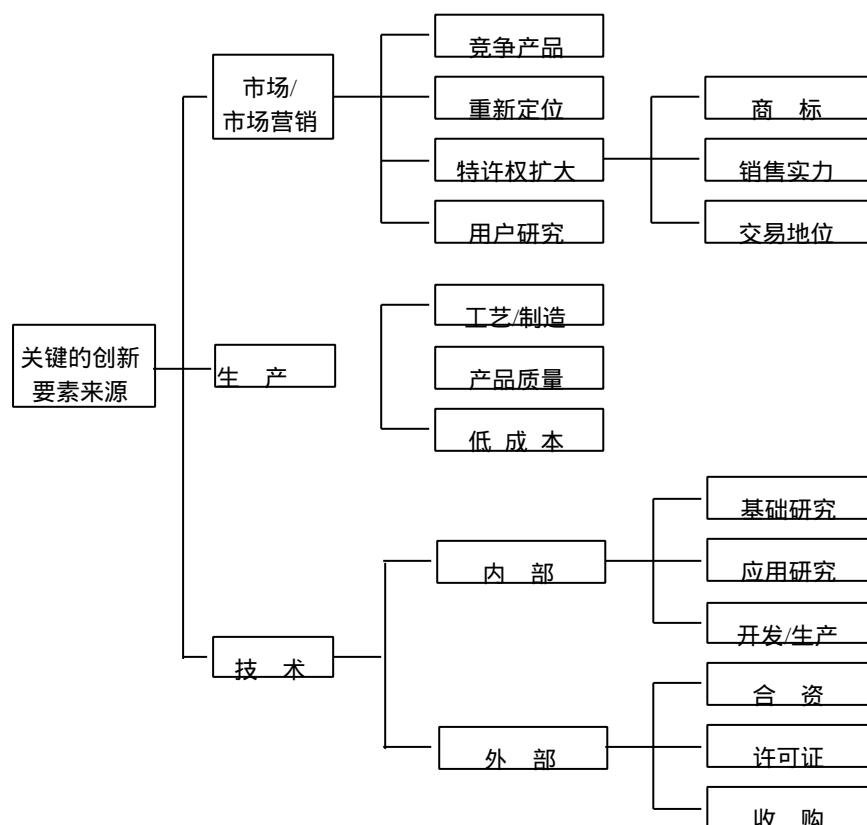 竞争产品
市场/
市场营销
重新定位
商 标
特许权扩大
销售实力
用户研究
交易地位
工艺/制造
关键的创新
要素来源
生 产
产品质量
低 成 本
基础研究
内 部
应用研究
开发/生产
技 术
合 资
外 部
许可证
收 购